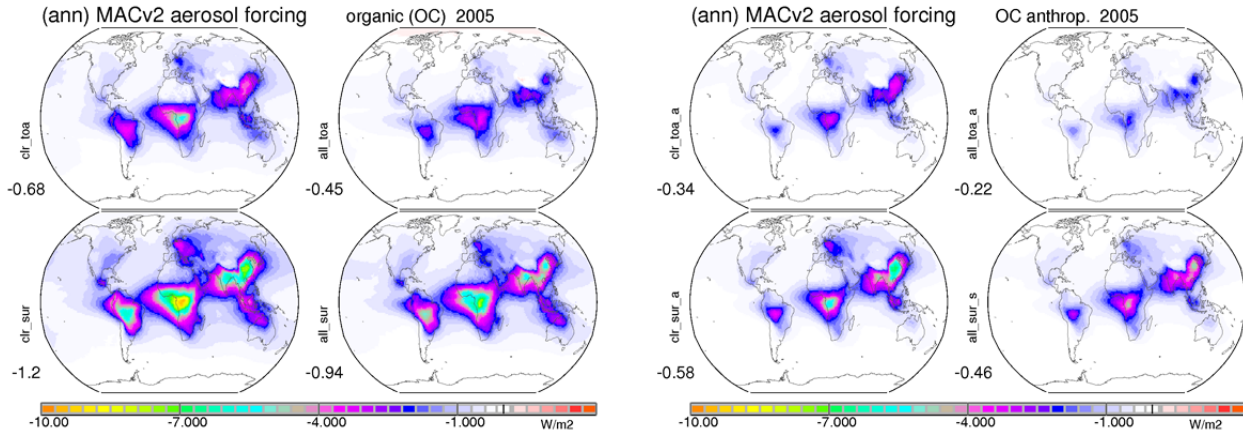 (ann) MACv2 aerosol forcing organic (OC) 2005
clr_toa
-0.68
all_toa
-0.45
clr_sur
-1.2
all_sur
-0.94
-10.00 -7.000 -4.000 -1.000 W/m2
(ann) MACv2 aerosol forcing OC anthrop. 2005
clr_toa_a
-0.34
all_toa_a
-0.22
clr_sur_a
-0.58
all_sur_s
-0.46
-10.00 -7.000 -4.000 -1.000 W/m2